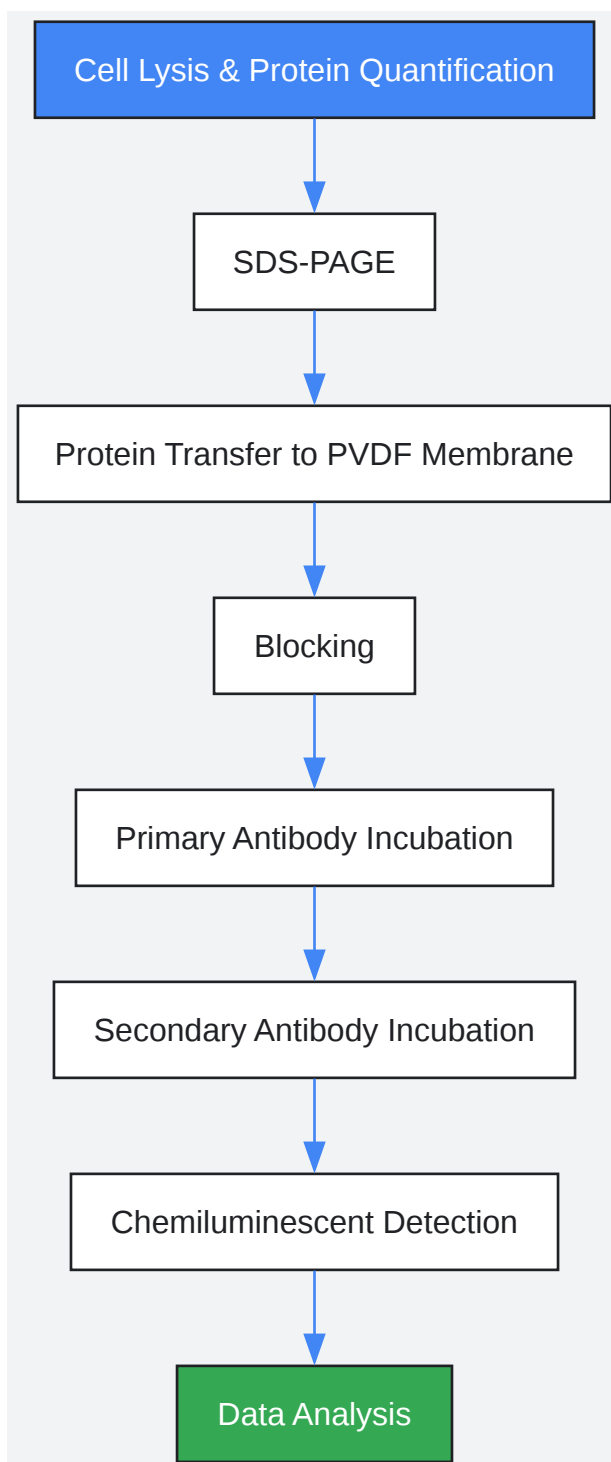 Cell Lysis & Protein Quantification
SDS-PAGE
Protein Transfer to PVDF Membrane
Blocking
Primary Antibody Incubation
Secondary Antibody Incubation
Chemiluminescent Detection
Data Analysis